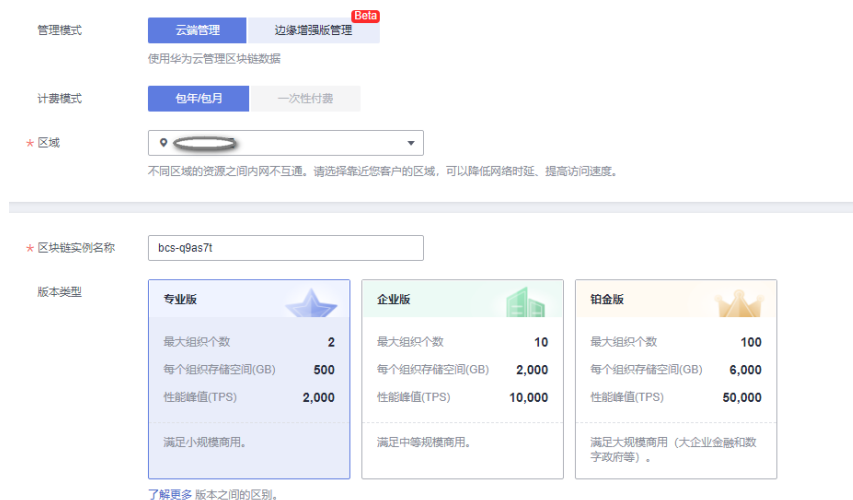 Beta
管理模式 云端管理 边缘增强版管理
使用华为云管理区块链数据
计费模式 包年/包月 一次性付费
* 区域
不同区域的资源之间内网不互通。请选择靠近您客户的区域，可以降低网络时延、提高访问速度。
* 区块链实例名称 bcs-q9as7t
版本类型 专业版 企业版 铂金版
最大组织个数 2 最大组织个数 10 最大组织个数 100
每个组织存储空间(GB) 500 每个组织存储空间(GB) 2,000 每个组织存储空间(GB) 6,000
性能峰值(TPS) 2,000 性能峰值(TPS) 10,000 性能峰值(TPS) 50,000
满足小规模商用。 满足中等规模商用。 满足大规模商用（大企业金融和数
字政府等）。
了解更多 版本之间的区别。